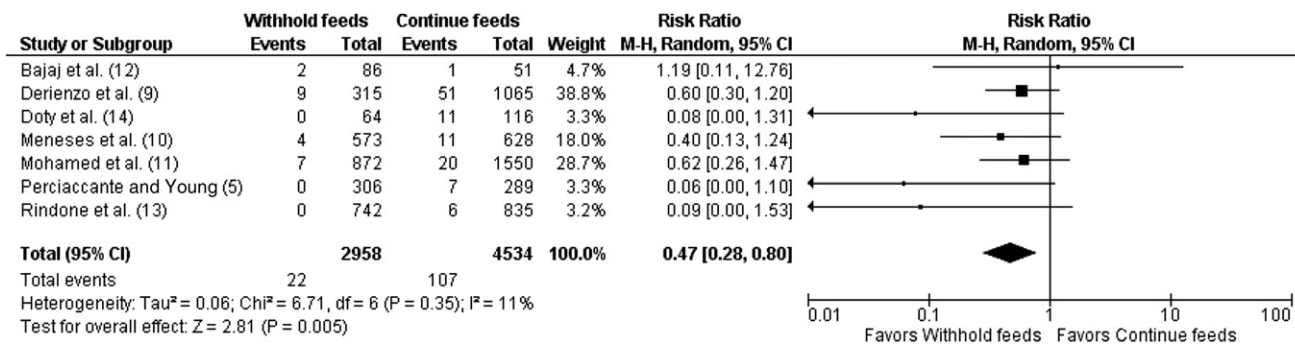 Withhold feeds Continue feeds Risk Ratio Risk Ratio
Study or Subgroup Events Total Events Total Weight M-H, Random, 95% CI M-H, Random, 95% CI
Bajaj et al. (12) 2 86 1 51 4.7% 1.19 [0.11, 12.76]
Derienzo et al. (9) 9 315 51 1065 38.8% 0.60 [0.30, 1.20]
Doty et al. (14) 0 64 11 116 3.3% 0.08 [0.00, 1.31]
Meneses et al. (10) 4 573 11 628 18.0% 0.40 [0.13, 1.24]
Mohamed et al. (11) 7 872 20 1550 28.7% 0.62 [0.26, 1.47]
Perciaccante and Young (5) 0 306 7 289 3.3% 0.06 [0.00, 1.10]
Rindone et al. (13) 0 742 6 835 3.2% 0.09 [0.00, 1.53]
Total (95% CI) 2958 4534 100.0% 0.47 [0.28, 0.80]
Total events 22 107
Heterogeneity: Tau² = 0.06; Chi² = 6.71, df = 6 (P = 0.35); I² = 11%
Test for overall effect: Z = 2.81 (P = 0.005)
0.01 0.1 1 10 100
Favors Withhold feeds Favors Continue feeds